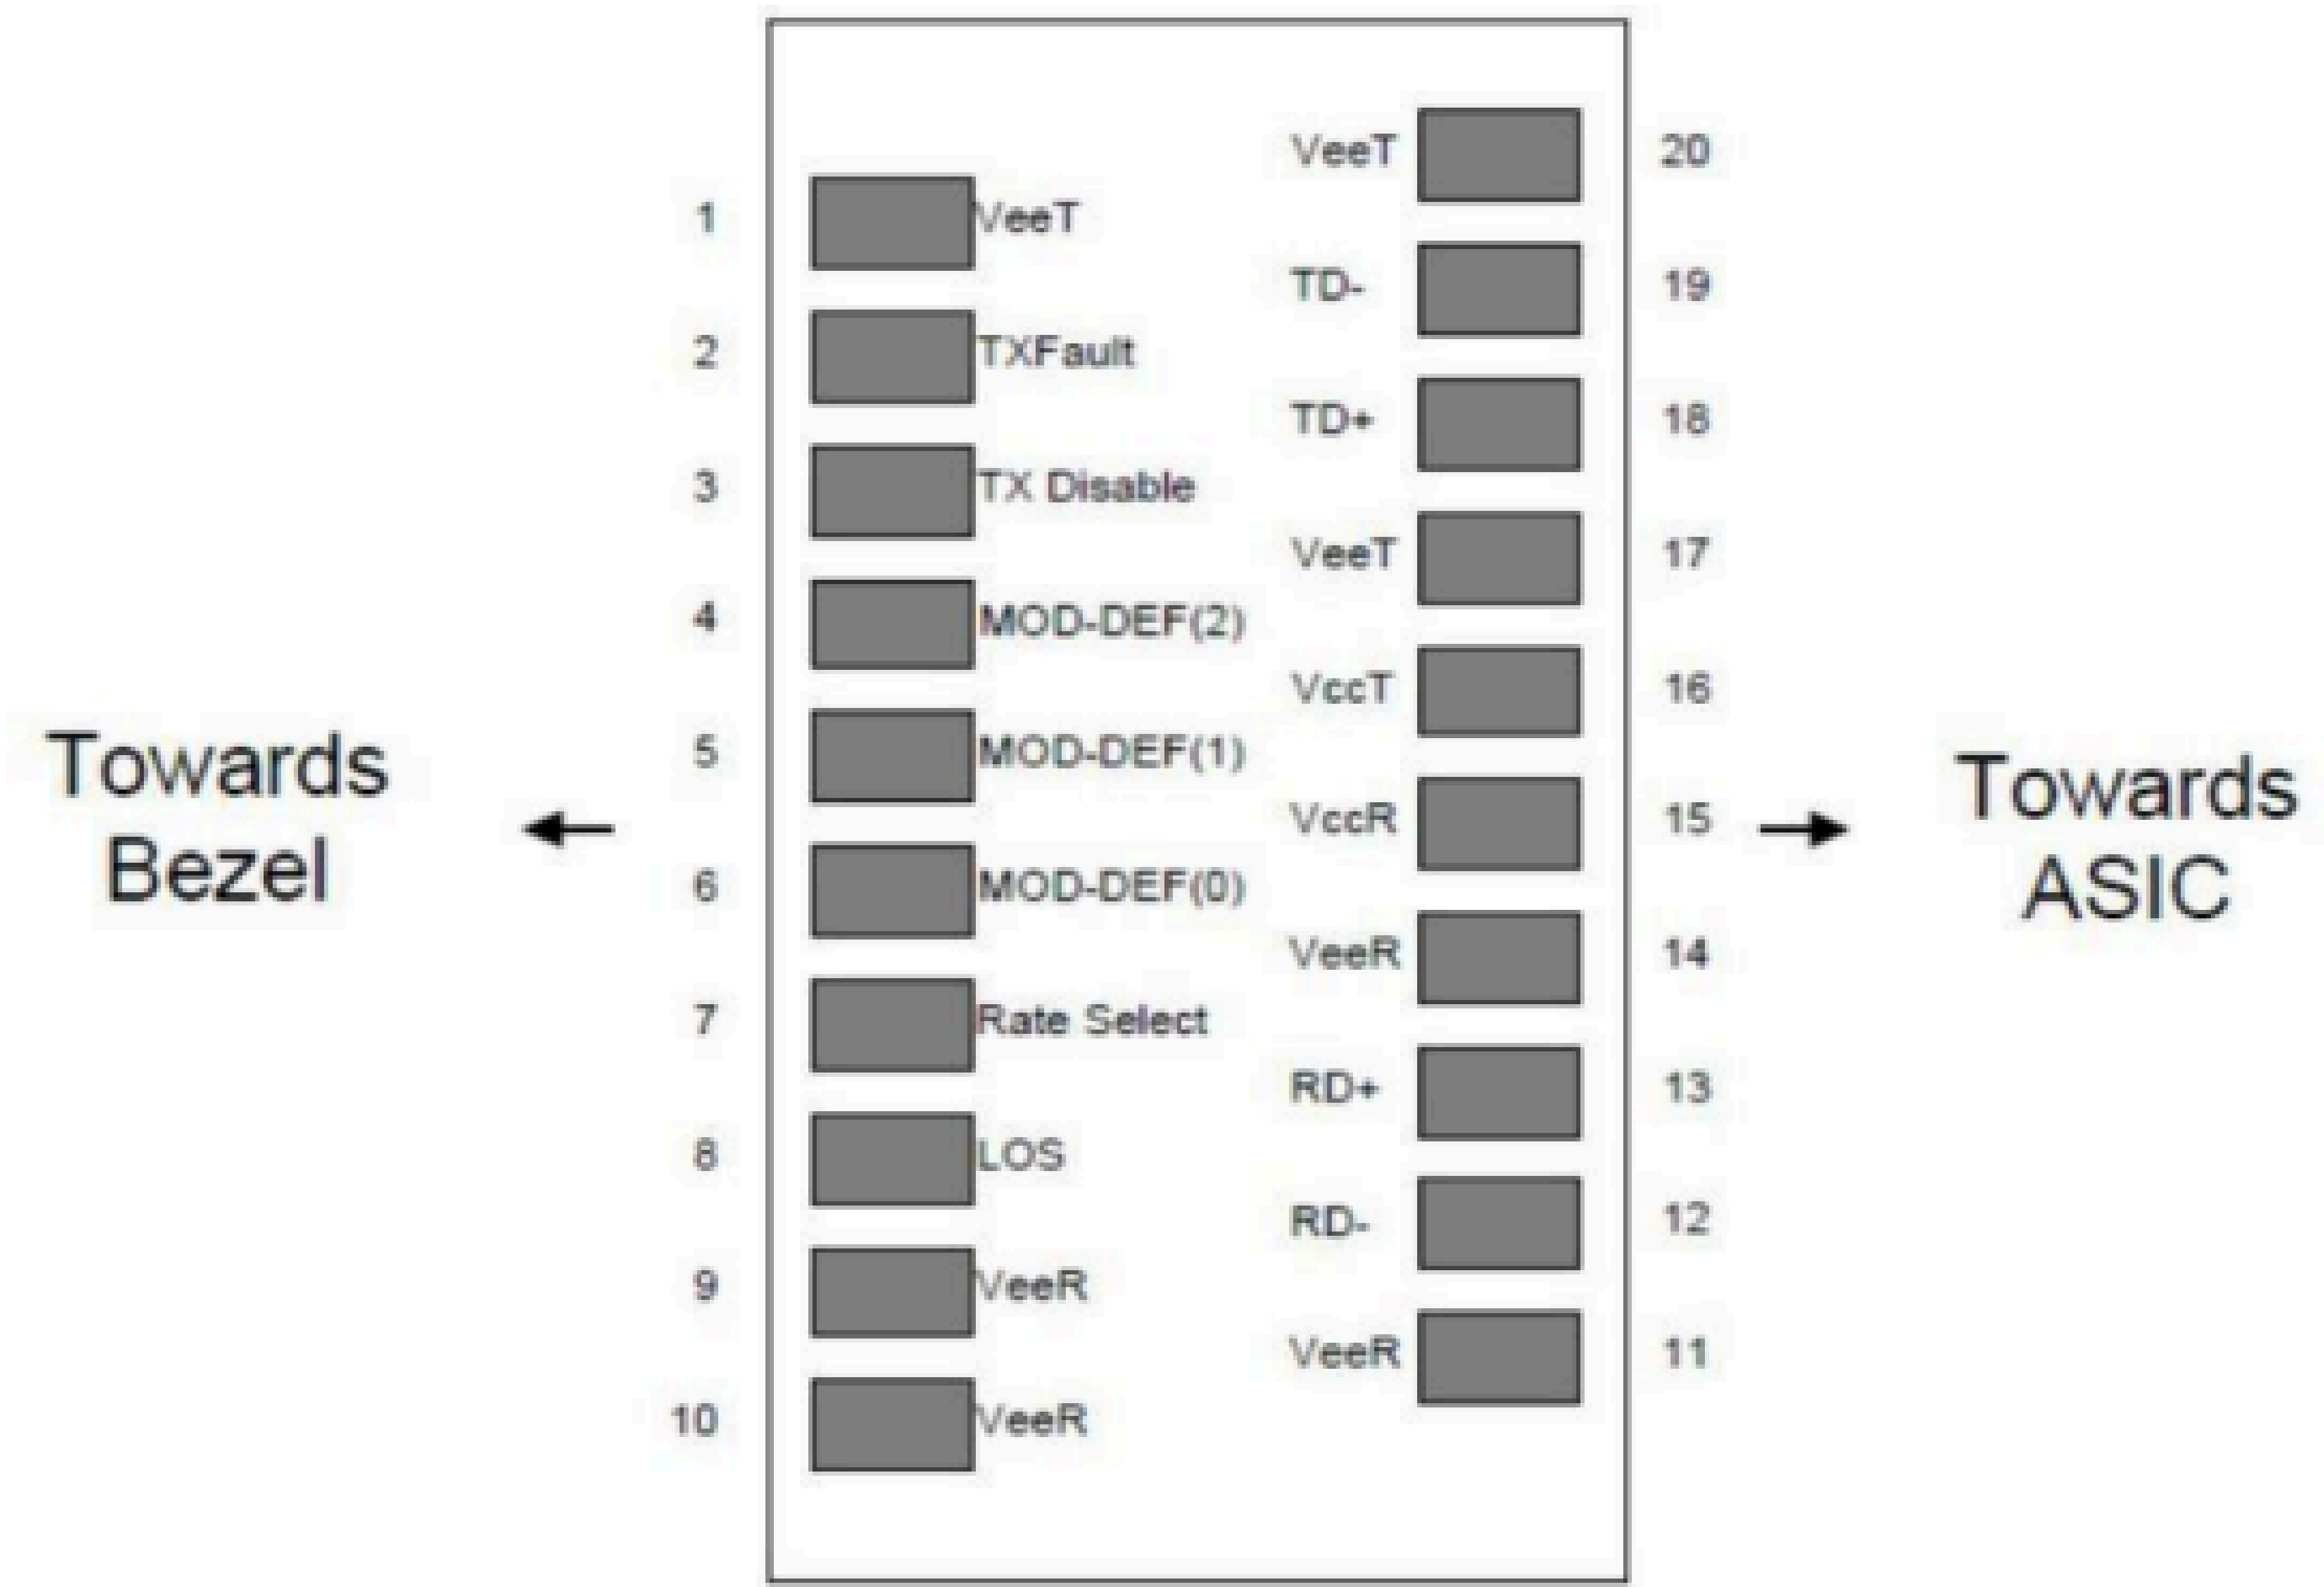 Towards
Bezel
1 VeeT
2 TXFault
3 TX Disable
4 MOD-DEF(2)
5 MOD-DEF(1)
6 MOD-DEF(0)
7 Rate Select
8 LOS
9 VeeR
10 VeeR
VeeT 20
TD- 19
TD+ 18
VeeT 17
VccT 16
VccR 15
VeeR 14
RD+ 13
RD- 12
VeeR 11
Towards
ASIC